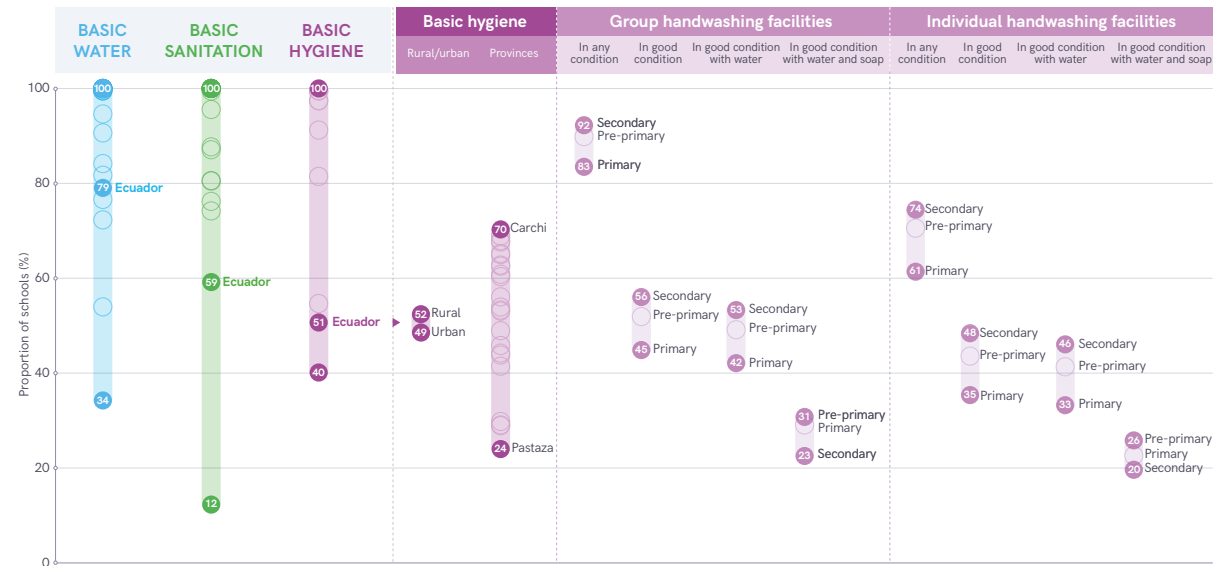 BASIC
WATER
BASIC
SANITATION
BASIC
HYGIENE
Basic hygiene
Rural/urban
Provinces
Group handwashing facilities
In any
condition
In good
condition
In good condition
with water
In good condition
with water and soap
Individual handwashing facilities
In any
condition
In good
condition
In good condition
with water
In good condition
with water and soap
Proportion of schools (%)
100
80
60
40
20
0
100
79 Ecuador
34
100
59 Ecuador
12
100
51 Ecuador
40
52 Rural
49 Urban
70 Carchi
24 Pastaza
92 Secondary
Pre-primary
83 Primary
56 Secondary
Pre-primary
45 Primary
53 Secondary
Pre-primary
42 Primary
31 Pre-primary
Primary
23 Secondary
74 Secondary
Pre-primary
61 Primary
48 Secondary
Pre-primary
35 Primary
46 Secondary
Pre-primary
33 Primary
26 Pre-primary
Primary
20 Secondary